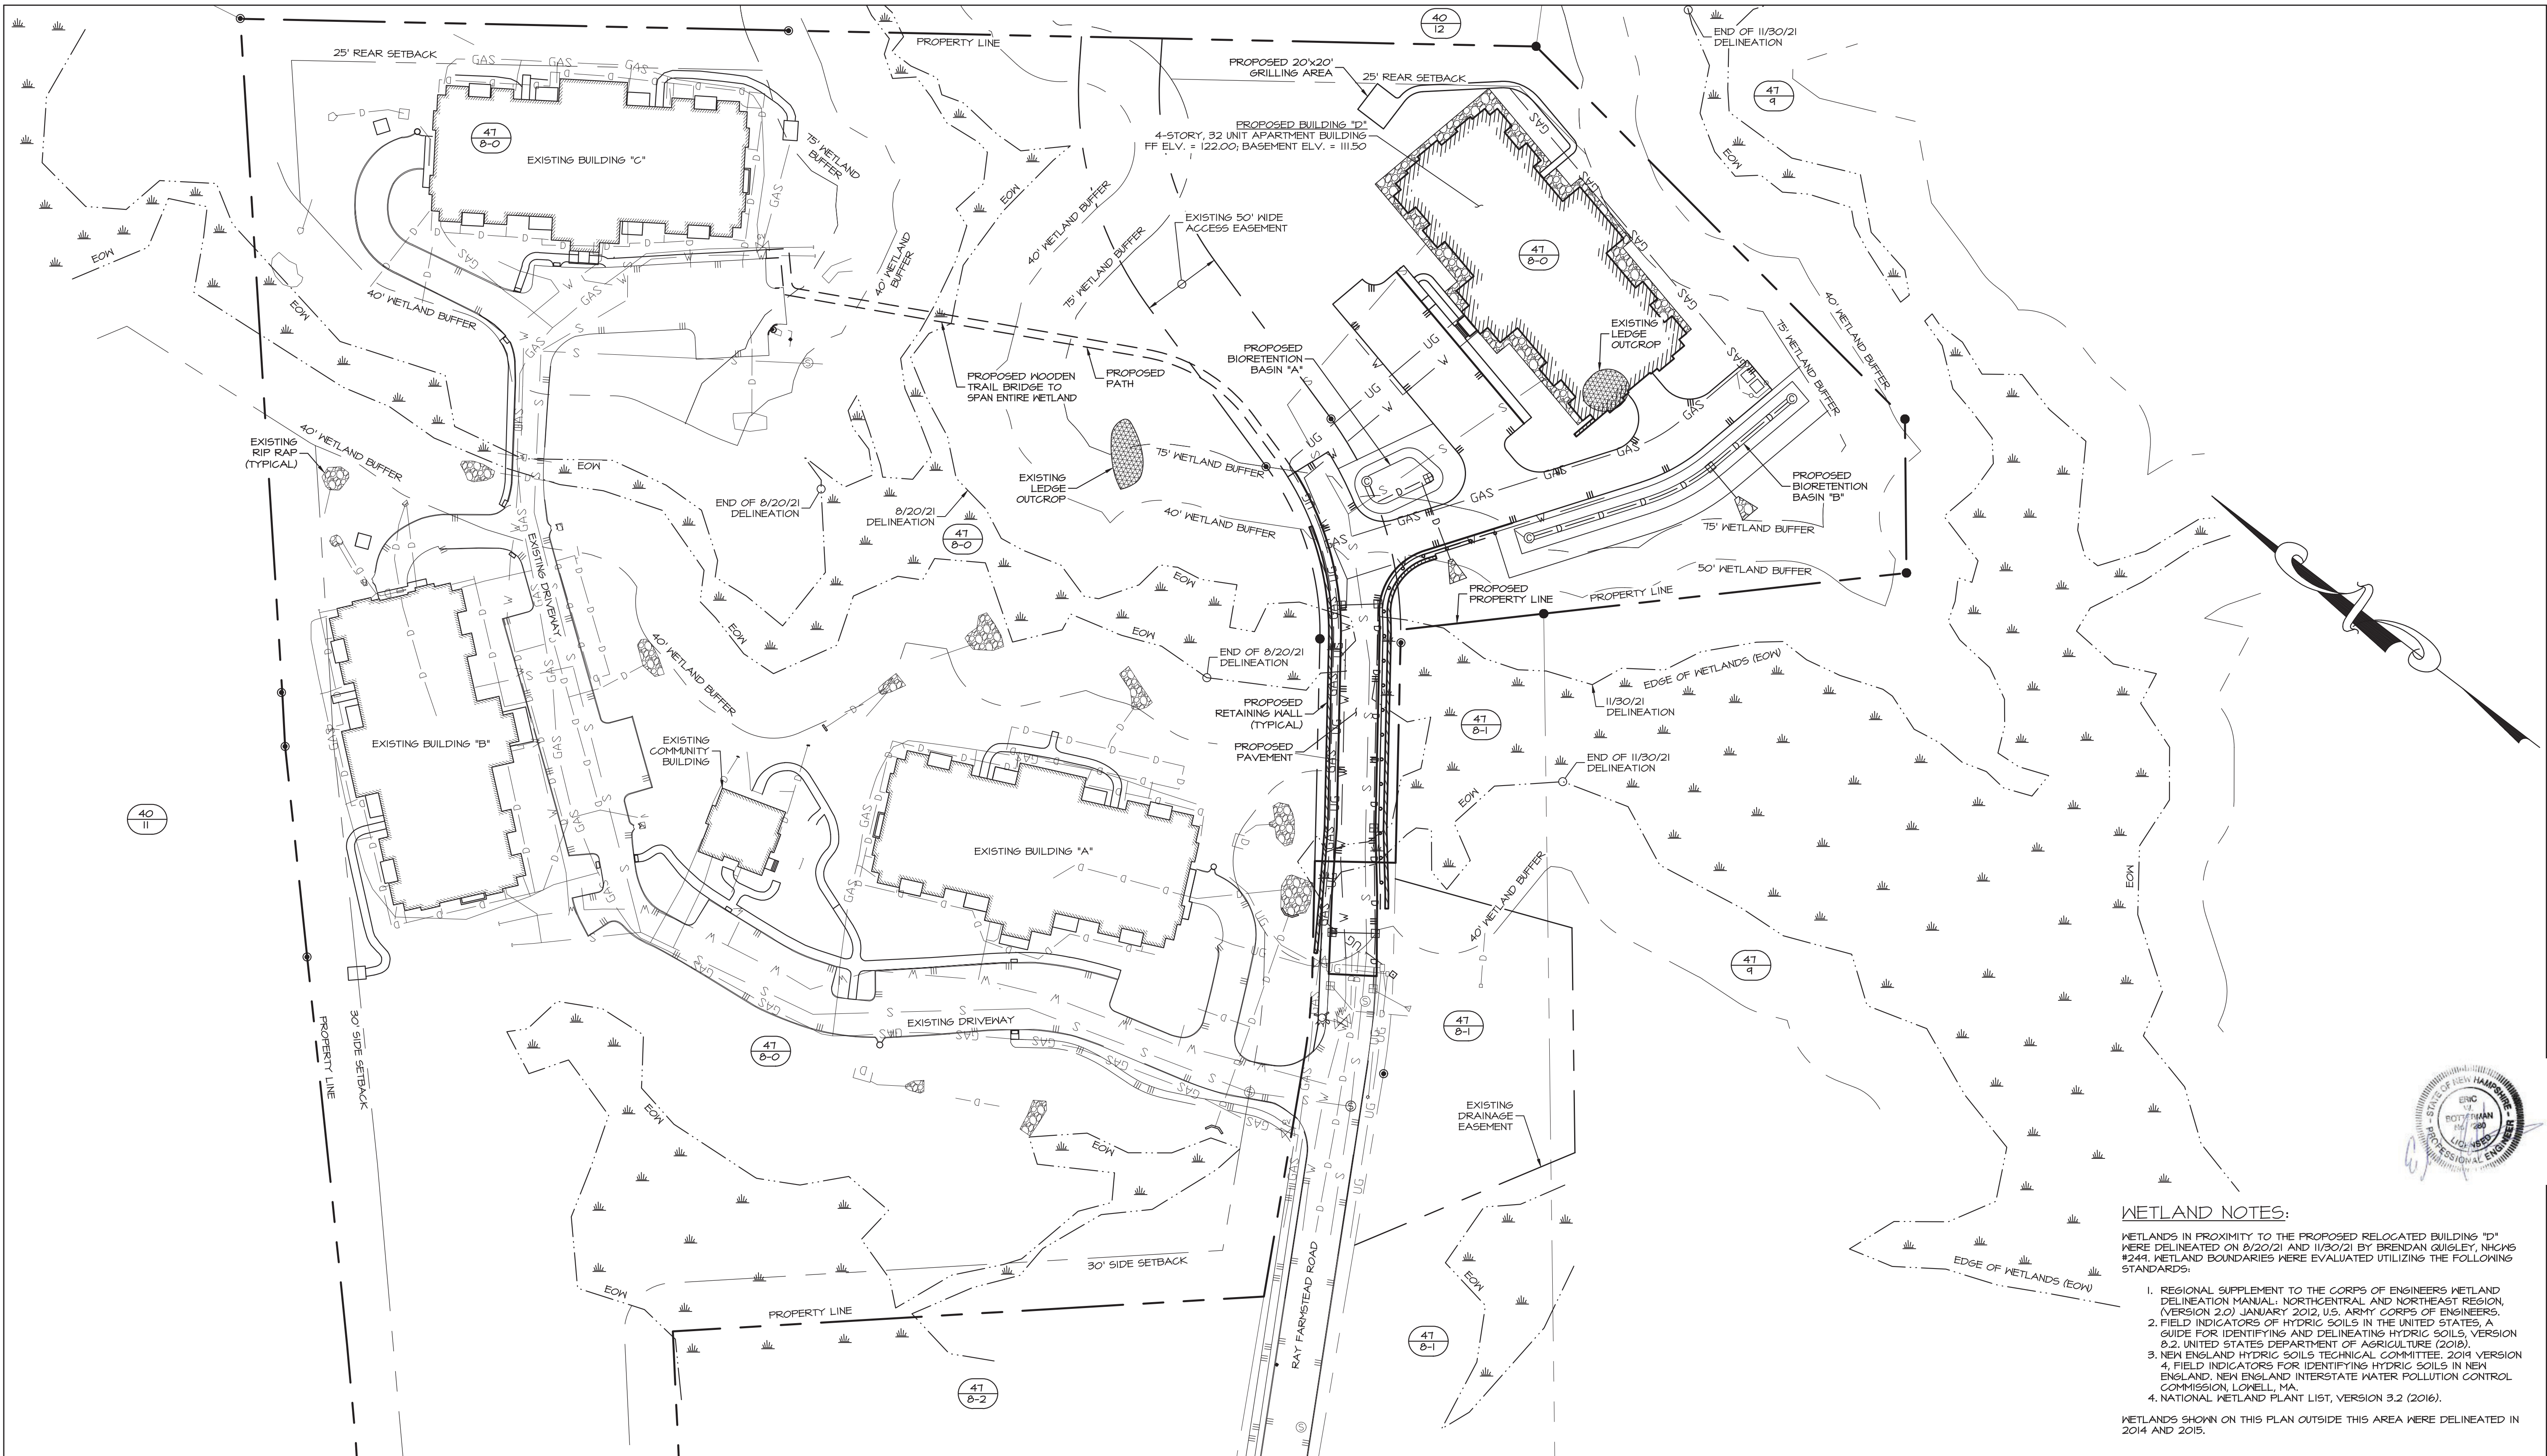 40
12
END OF 11/30/21
DELINEATION
PROPERTY LINE
25' REAR SETBACK
GAS
GAS
GAS
PROPOSED 20'x20'
GRILLING AREA
25' REAR SETBACK
47
9
PROPOSED BUILDING "D"
4-STORY, 32 UNIT APARTMENT BUILDING
FF ELV. = 122.00; BASEMENT ELV. = 111.50
47
8-0
EXISTING BUILDING "C"
75' WETLAND
BUFFER
EOW
EOW
40' WETLAND BUFFER
75' WETLAND BUFFER
EXISTING 50' WIDE
ACCESS EASEMENT
47
8-0
EOW
EOW
40' WETLAND BUFFER
40' WETLAND
BUFFER
40' WETLAND BUFFER
75' WETLAND BUFFER
EXISTING
LEDGE
OUTCROP
PROPOSED
BIORETENTION
BASIN "A"
PROPOSED WOODEN
TRAIL BRIDGE TO
SPAN ENTIRE WETLAND
PROPOSED
PATH
40' WETLAND BUFFER
EXISTING
RIP RAP
(TYPICAL)
EOW
75' WETLAND BUFFER
EXISTING
LEDGE
OUTCROP
PROPOSED
BIORETENTION
BASIN "B"
END OF 8/20/21
DELINEATION
8/20/21
DELINEATION
40' WETLAND BUFFER
75' WETLAND BUFFER
47
8-0
EXISTING DRIVEWAY
EOW
50' WETLAND BUFFER
PROPOSED
PROPERTY LINE
PROPERTY LINE
EOW
EOW
40' WETLAND BUFFER
END OF 8/20/21
DELINEATION
EDGE OF WETLANDS (EOW)
11/30/21
DELINEATION
PROPOSED
RETAINING WALL
(TYPICAL)
47
8-1
EXISTING BUILDING "B"
EXISTING
COMMUNITY
BUILDING
PROPOSED
PAVEMENT
END OF 11/30/21
DELINEATION
EOW
40
11
EXISTING BUILDING "A"
40' WETLAND BUFFER
EOW
47
9
PROPERTY LINE
30' SIDE SETBACK
EXISTING DRIVEWAY
47
8-0
47
8-1
EOW
EOW
EXISTING
DRAINAGE
EASEMENT
STATE OF NEW HAMPSHIRE
ERIC
W.
BOTTERMAN
LICENSED
PROFESSIONAL ENGINEER
30' SIDE SETBACK
EOW
EOW
EDGE OF WETLANDS (EOW)
PROPERTY LINE
RAY FARMSTEAD ROAD
47
8-1
47
8-2
WETLAND NOTES:
WETLANDS IN PROXIMITY TO THE PROPOSED RELOCATED BUILDING "D"
WERE DELINEATED ON 8/20/21 AND 11/30/21 BY BRENDAN QUIGLEY, NHCWS
#249. WETLAND BOUNDARIES WERE EVALUATED UTILIZING THE FOLLOWING
STANDARDS:
1. REGIONAL SUPPLEMENT TO THE CORPS OF ENGINEERS WETLAND
DELINEATION MANUAL: NORTHCENTRAL AND NORTHEAST REGION,
(VERSION 2.0) JANUARY 2012, U.S. ARMY CORPS OF ENGINEERS.
2. FIELD INDICATORS OF HYDRIC SOILS IN THE UNITED STATES, A
GUIDE FOR IDENTIFYING AND DELINEATING HYDRIC SOILS, VERSION
8.2. UNITED STATES DEPARTMENT OF AGRICULTURE (2018).
3. NEW ENGLAND HYDRIC SOILS TECHNICAL COMMITTEE. 2019 VERSION
4, FIELD INDICATORS FOR IDENTIFYING HYDRIC SOILS IN NEW
ENGLAND. NEW ENGLAND INTERSTATE WATER POLLUTION CONTROL
COMMISSION, LOWELL, MA.
4. NATIONAL WETLAND PLANT LIST, VERSION 3.2 (2016).
WETLANDS SHOWN ON THIS PLAN OUTSIDE THIS AREA WERE DELINEATED IN
2014 AND 2015.